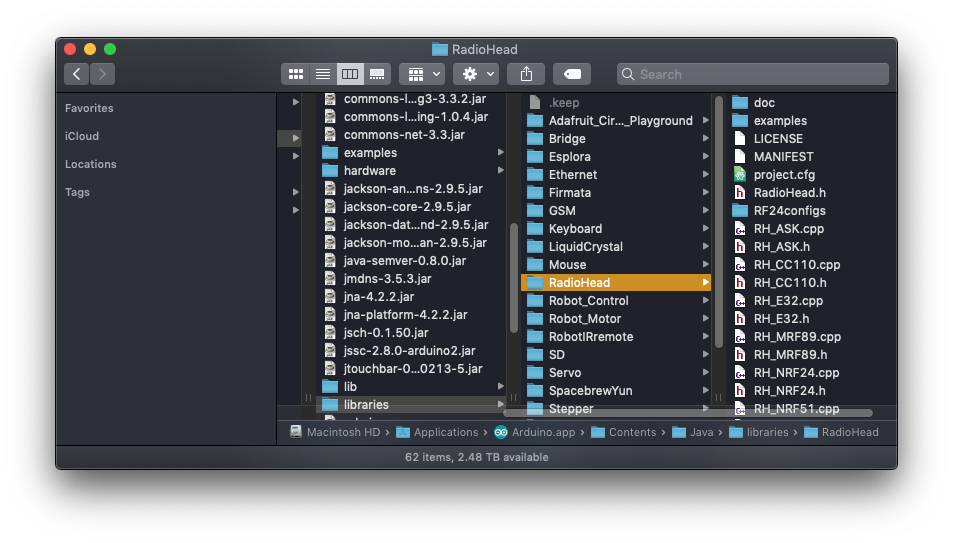 RadioHead
Search
Favorites
iCloud
Locations
Tags
commons-l...g3-3.3.2.jar
commons-l...ing-1.0.4.jar
commons-net-3.3.jar
examples
hardware
jackson-an...ns-2.9.5.jar
jackson-core-2.9.5.jar
jackson-dat...nd-2.9.5.jar
jackson-mo...an-2.9.5.jar
java-semver-0.8.0.jar
jmdns-3.5.3.jar
jna-4.2.2.jar
jna-platform-4.2.2.jar
jsch-0.1.50.jar
jssc-2.8.0-arduino2.jar
jtouchbar-0...0213-5.jar
lib
libraries
.keep
Adafruit_Cir..._Playground
Bridge
Esplora
Ethernet
Firmata
GSM
Keyboard
LiquidCrystal
Mouse
RadioHead
Robot_Control
Robot_Motor
RobotIRremote
SD
Servo
SpacebrewYun
Stepper
doc
examples
LICENSE
MANIFEST
project.cfg
RadioHead.h
RF24configs
RH_ASK.cpp
RH_ASK.h
RH_CC110.cpp
RH_CC110.h
RH_E32.cpp
RH_E32.h
RH_MRF89.cpp
RH_MRF89.h
RH_NRF24.cpp
RH_NRF24.h
RH_NRF51.cpp
Macintosh HD › Applications › Arduino.app › Contents › Java › libraries › RadioHead
62 items, 2.48 TB available